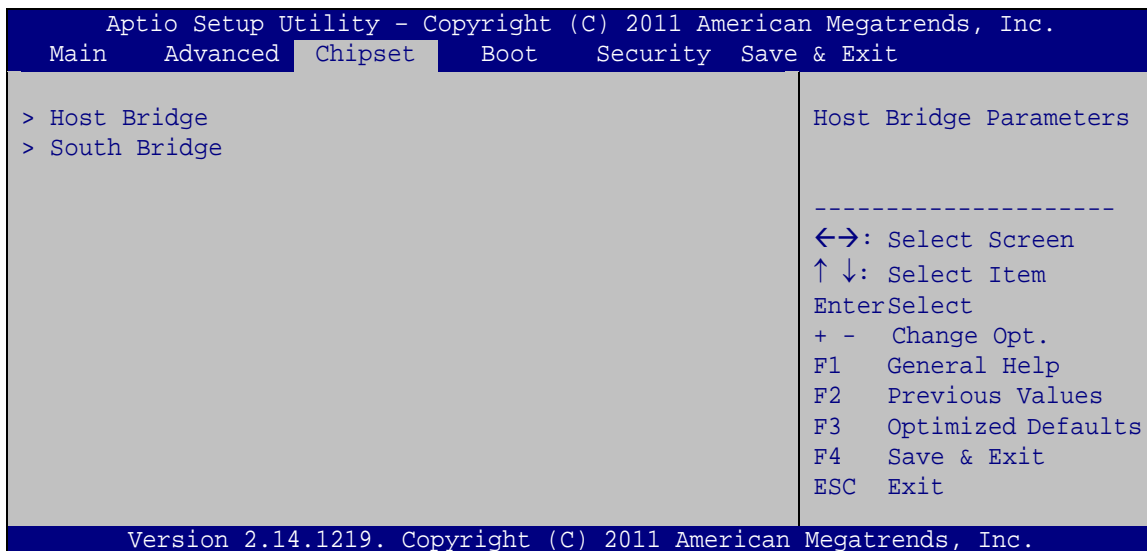 Aptio Setup Utility – Copyright (C) 2011 American Megatrends, Inc.
Main Advanced Chipset Boot Security Save & Exit
> Host Bridge
> South Bridge
Host Bridge Parameters
---------------------
←→: Select Screen
↑ ↓: Select Item
EnterSelect
+ - Change Opt.
F1 General Help
F2 Previous Values
F3 Optimized Defaults
F4 Save & Exit
ESC Exit
Version 2.14.1219. Copyright (C) 2011 American Megatrends, Inc.